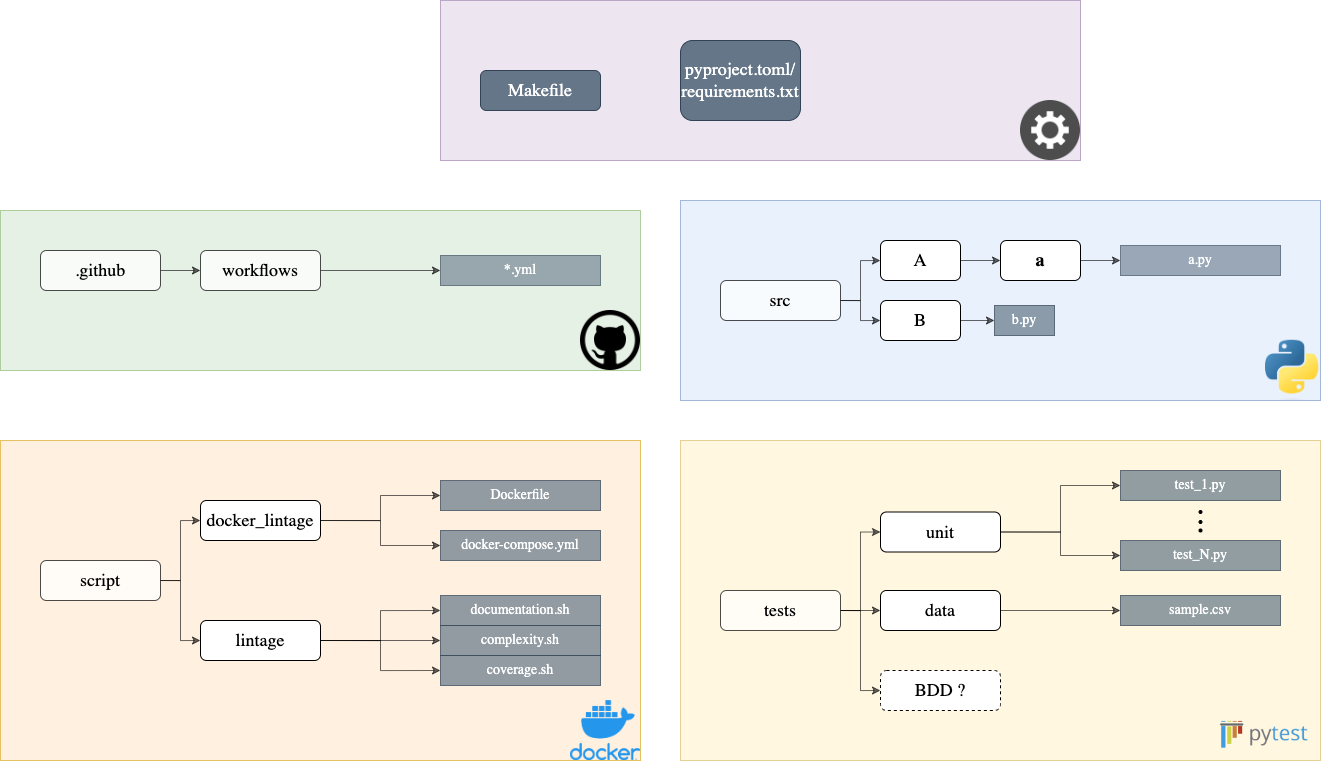 Makefile
pyproject.toml/
requirements.txt
.github
workflows
*.yml
src
A
a
a.py
B
b.py
script
docker_lintage
Dockerfile
docker-compose.yml
lintage
documentation.sh
complexity.sh
coverage.sh
docker
tests
unit
test_1.py
test_N.py
data
sample.csv
BDD ?
pytest